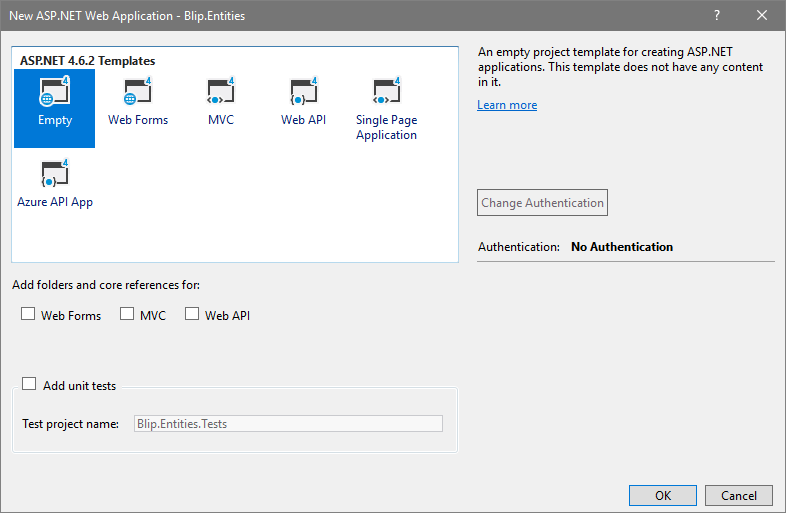 New ASP.NET Web Application - Blip.Entities
ASP.NET 4.6.2 Templates
4 4 4 4 4
Empty Web Forms MVC Web API Single Page
Application
4
Azure API App
An empty project template for creating ASP.NET
applications. This template does not have any content
in it.
Learn more
Change Authentication
Authentication: No Authentication
Add folders and core references for:
Web Forms MVC Web API
Add unit tests
Test project name: Blip.Entities.Tests
OK Cancel